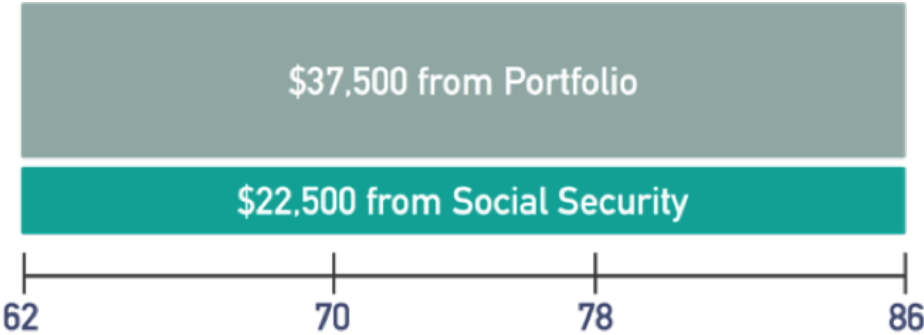 $37,500 from Portfolio
$22,500 from Social Security
62 70 78 86